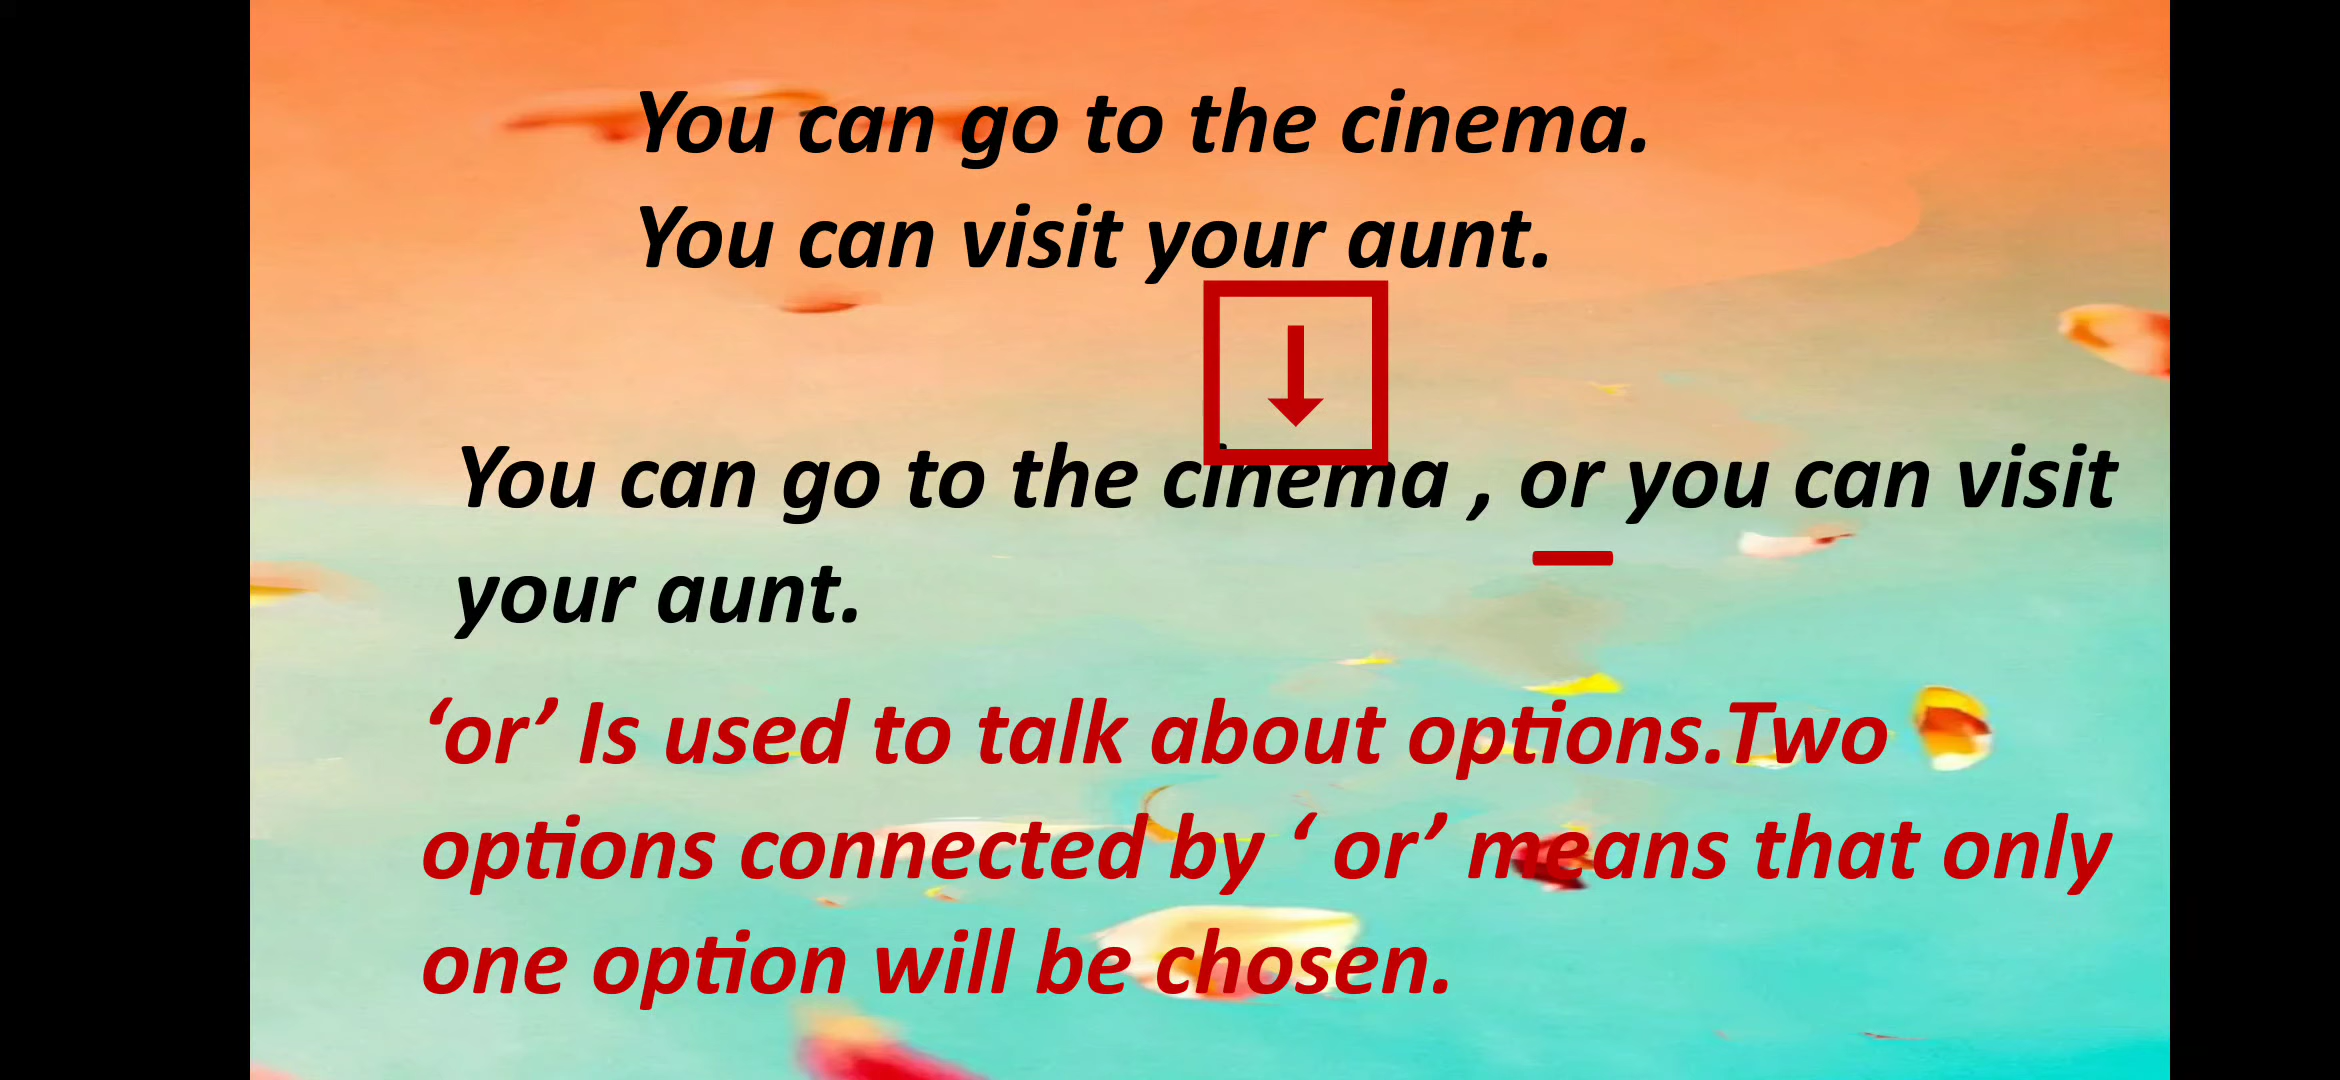 You can go to the cinema.
You can visit your aunt.
You can go to the cinema , or you can visit
your aunt.
‘or’ Is used to talk about options.Two
options connected by ‘ or’ means that only
one option will be chosen.